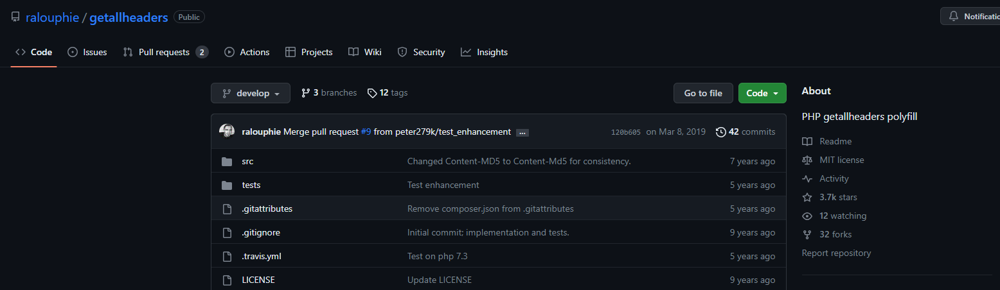 ralouphie / getallheaders Public Notificatio
Code Issues Pull requests 2 Actions Projects Wiki Security Insights
develop 3 branches 12 tags Go to file Code
ralouphie Merge pull request #9 from peter279k/test_enhancement ... 120b605 on Mar 8, 2019 42 commits
src Changed Content-MD5 to Content-Md5 for consistency. 7 years ago
tests Test enhancement 5 years ago
.gitattributes Remove composer.json from .gitattributes 5 years ago
.gitignore Initial commit; implementation and tests. 9 years ago
.travis.yml Test on php 7.3 5 years ago
LICENSE Update LICENSE 9 years ago
About
PHP getallheaders polyfill
Readme
MIT license
Activity
3.7k stars
12 watching
32 forks
Report repository